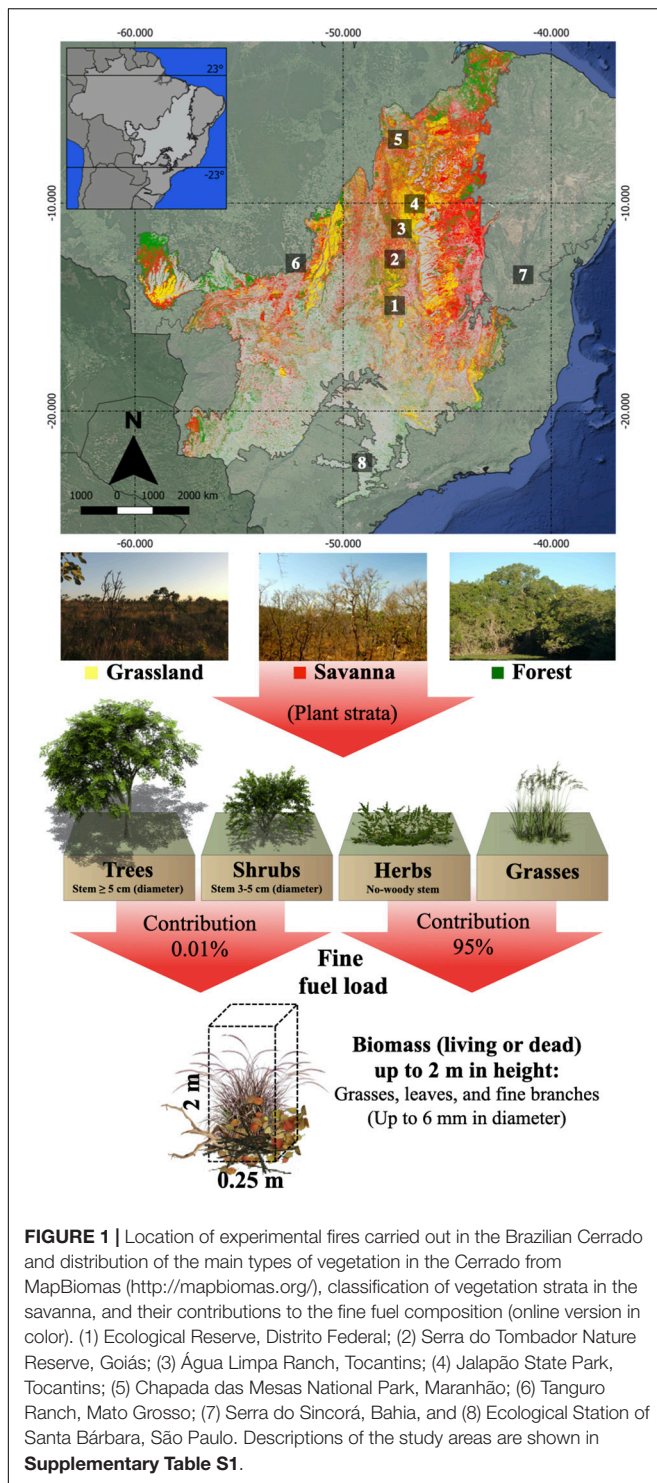 -60.000 -50.000 -40.000
23°
-23°
-10.000 -10.000
-20.000 -20.000
5
4
3
6 2 7
1
8
N
1000 0 1000 2000 km
-60.000 -50.000 -40.000
Grassland Savanna Forest
(Plant strata)
Trees Shrubs Herbs Grasses
Stem ≥ 5 cm (diameter) Stem 3-5 cm (diameter) No-woody stem
Contribution Contribution
0.01% 95%
Fine
fuel load
Biomass (living or dead)
up to 2 m in height:
Grasses, leaves, and fine branches
(Up to 6 mm in diameter)
2 m
0.25 m
FIGURE 1 | Location of experimental fires carried out in the Brazilian Cerrado
and distribution of the main types of vegetation in the Cerrado from
MapBiomas (http://mapbiomas.org/), classification of vegetation strata in the
savanna, and their contributions to the fine fuel composition (online version in
color). (1) Ecological Reserve, Distrito Federal; (2) Serra do Tombador Nature
Reserve, Goiás; (3) Água Limpa Ranch, Tocantins; (4) Jalapão State Park,
Tocantins; (5) Chapada das Mesas National Park, Maranhão; (6) Tanguro
Ranch, Mato Grosso; (7) Serra do Sincorá, Bahia, and (8) Ecological Station of
Santa Bárbara, São Paulo. Descriptions of the study areas are shown in
Supplementary Table S1.